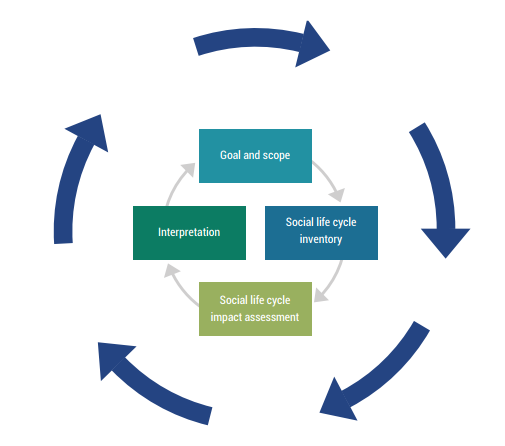 Goal and scope
Interpretation
Social life cycle
inventory
Social life cycle
impact assessment